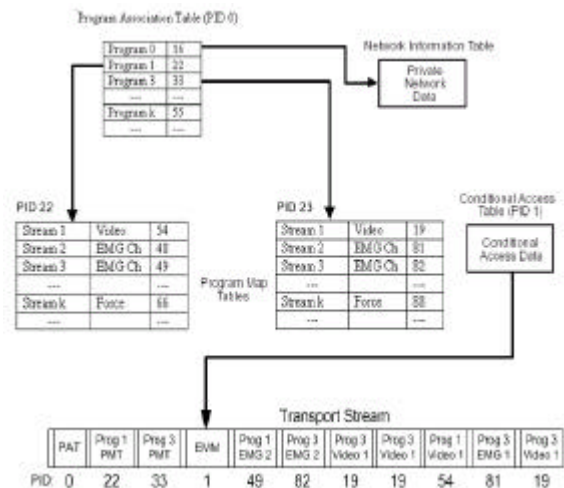 Program Association Table (PID 0)
Program 0 16
Program 1 22
Program 3 33
--- ---
Program k 55
--- ---
Network Information Table
Private
Network
Data
PID 22
Stream 1 Video 54
Stream 2 EMG Ch 48
Stream 3 EMG Ch 49
--- ---
Stream k Force 66
--- ---
Program Map
Tables
PID 23
Stream 1 Video 19
Stream 2 EMG Ch 81
Stream 3 EMG Ch 82
--- ---
Stream k Force 88
--- ---
Conditional Access
Table (PID 1)
Conditional
Access Data
Transport Stream
PAT Prog 1 PMT Prog 3 PMT EMM Prog 1 EMG 2 Prog 3 EMG 2 Prog 3 Video 1 Prog 3 Video 1 Prog 1 Video 1 Prog 3 EMG 1 Prog 3 Video 1
PID: 0 22 33 1 49 82 19 19 54 81 19